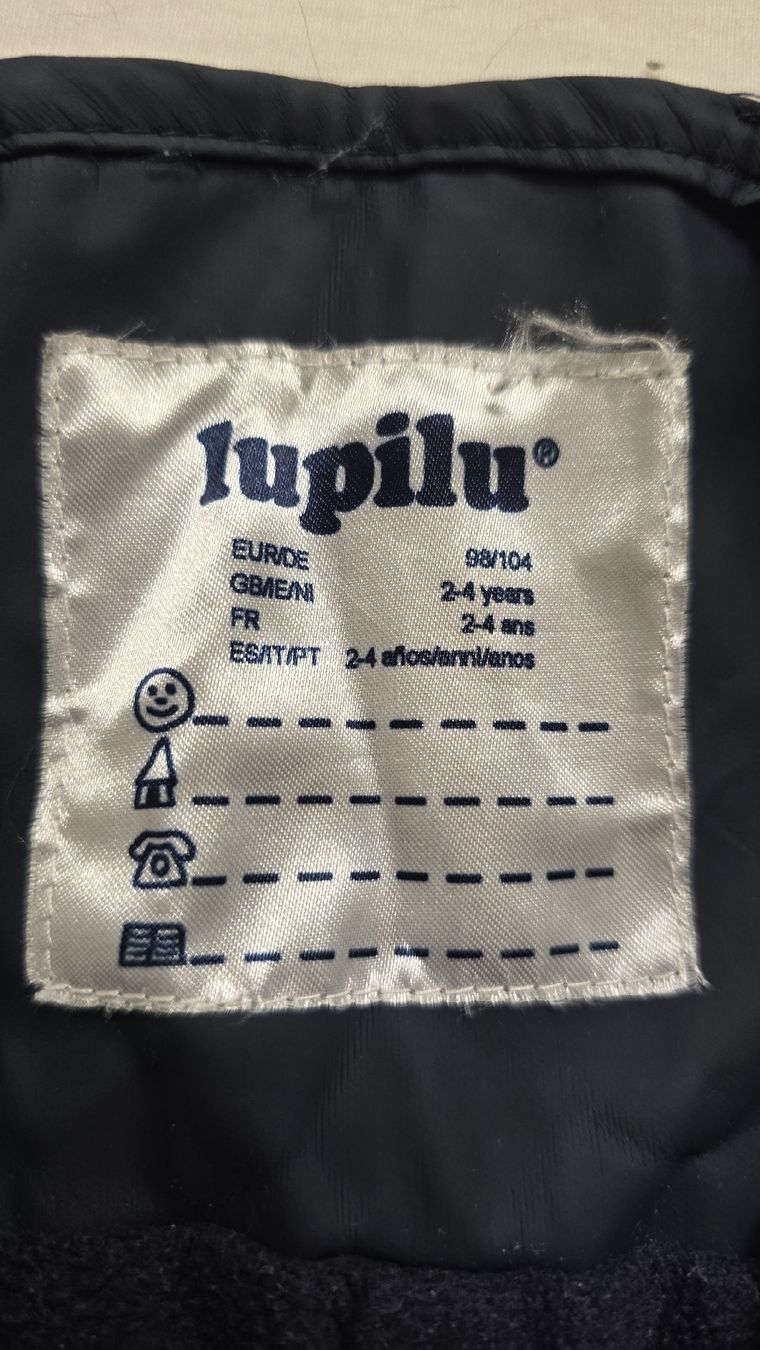 lupilu®
EUR/DE 98/104
GB/IE/NI 2-4 years
FR 2-4 ans
ES/IT/PT 2-4 años/anni/anos